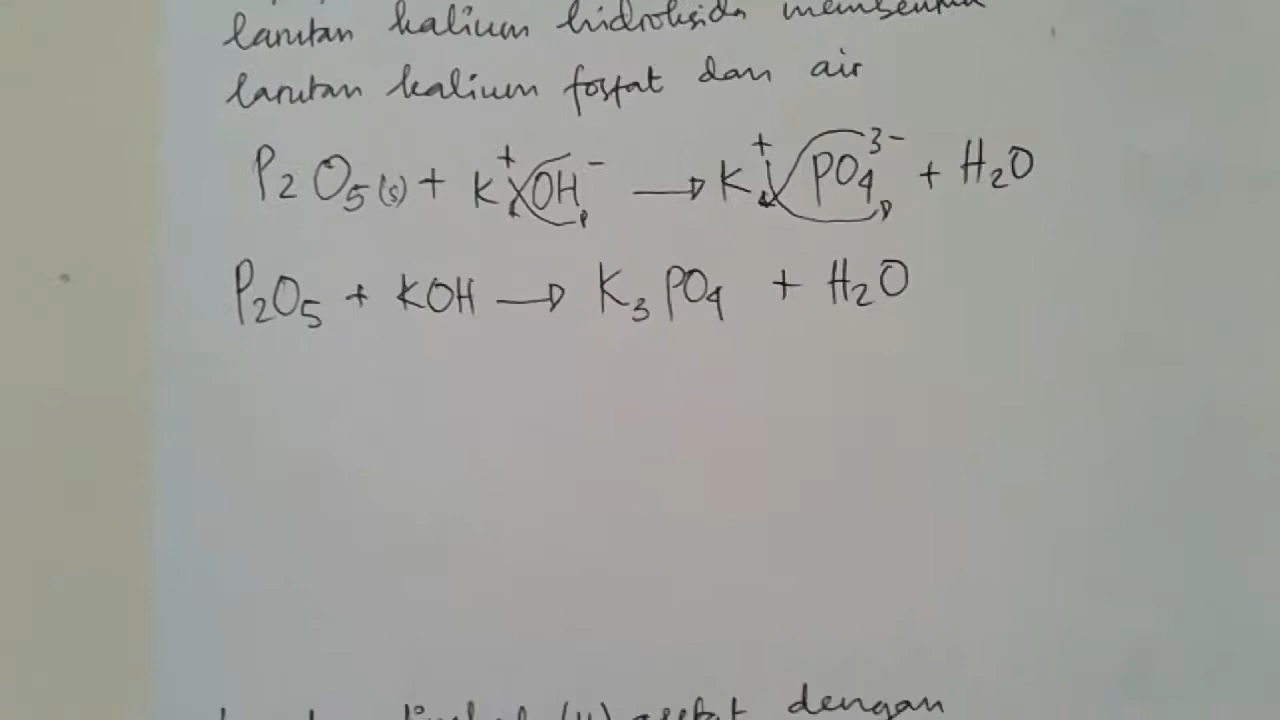 larutan kalium hidroksida membentuk
larutan kalium fosfat dan air
P₂O₅(s) + K⁺OH⁻ → K⁺PO₄³⁻ + H₂O
P₂O₅ + KOH → K₃PO₄ + H₂O
dengan